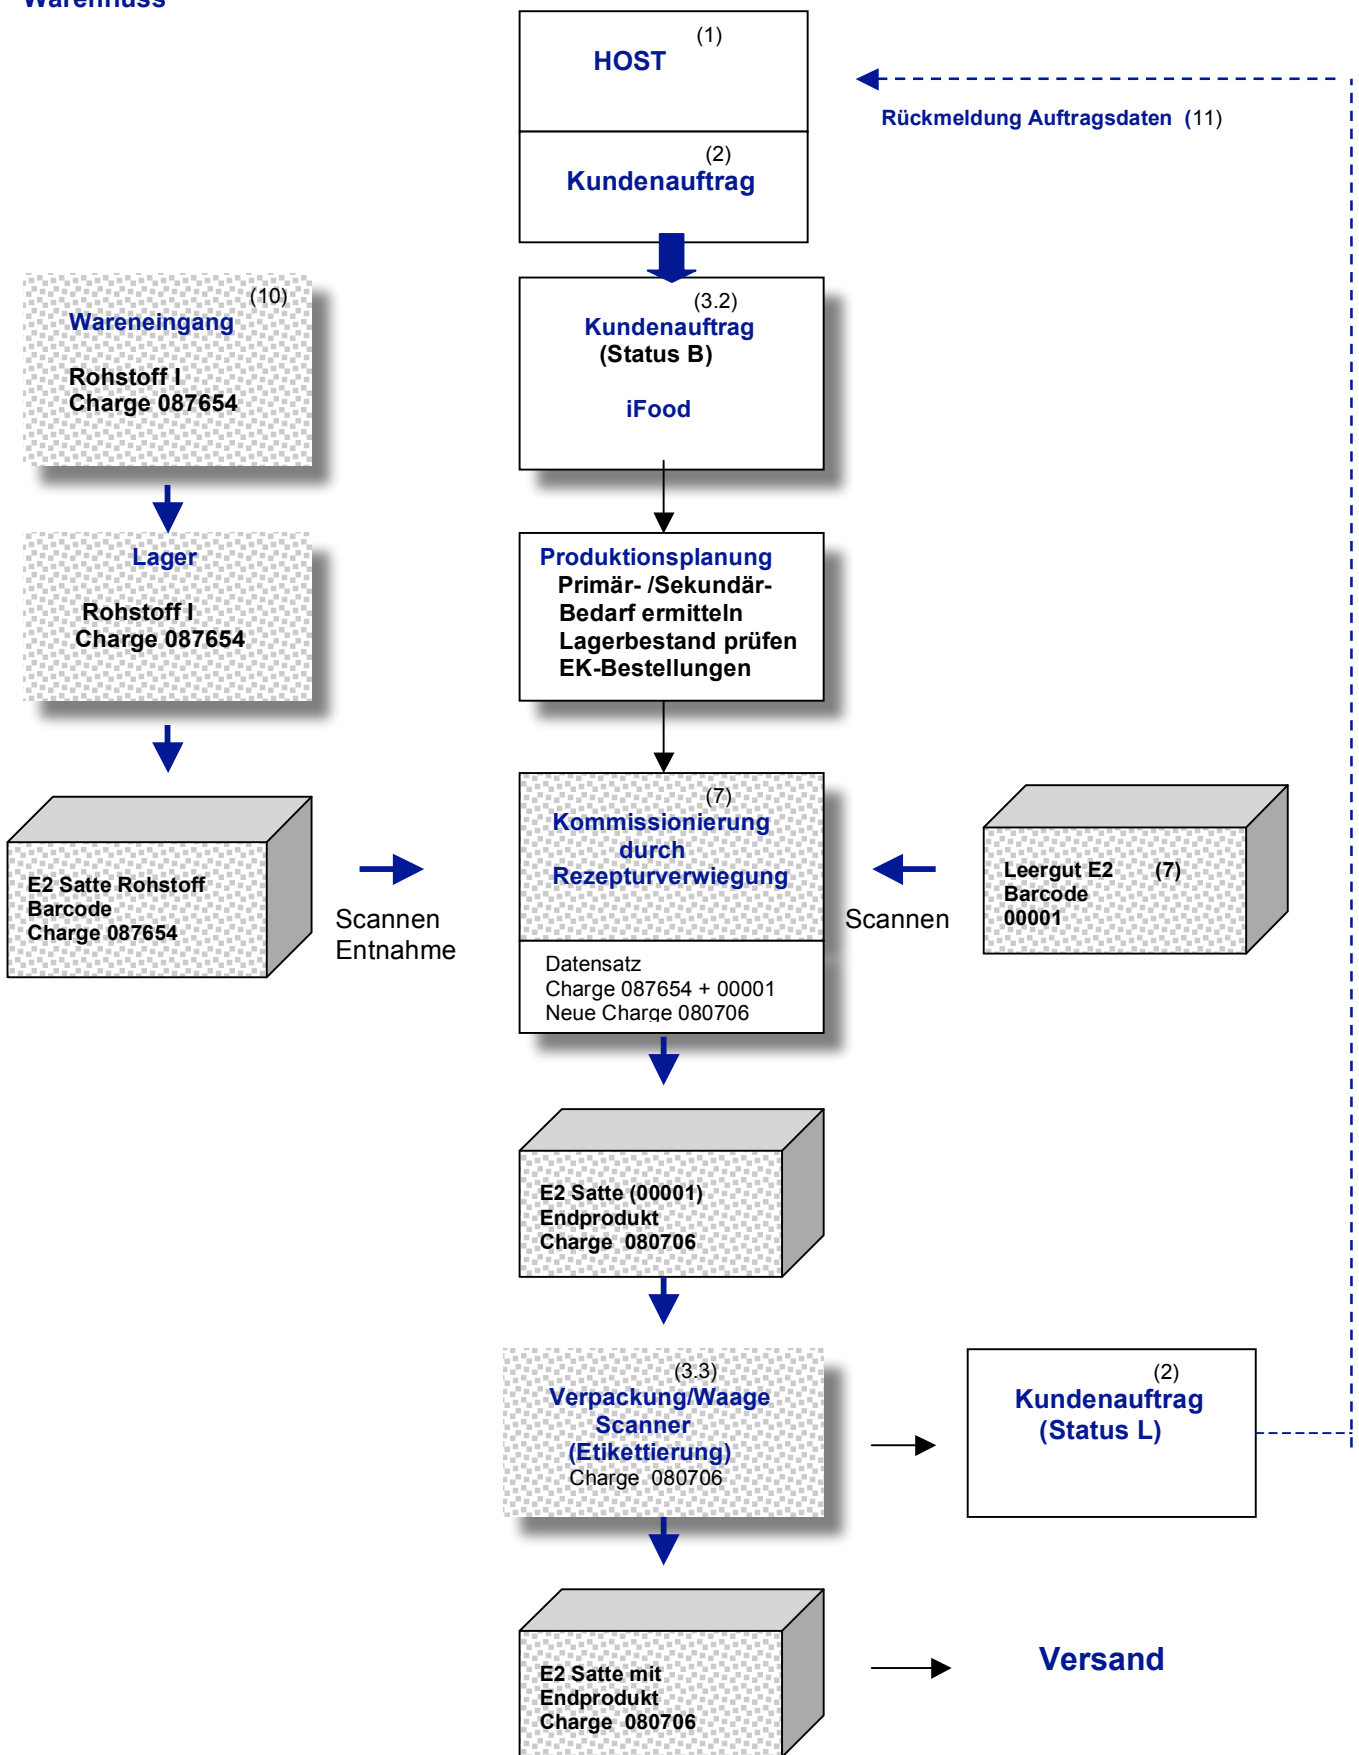 Warenfluss
(1)
HOST
Rückmeldung Auftragsdaten (11)
(2)
Kundenauftrag
(10)
Wareneingang
Rohstoff I
Charge 087654
(3.2)
Kundenauftrag
(Status B)
iFood
Lager
Rohstoff I
Charge 087654
Produktionsplanung
Primär- /Sekundär-
Bedarf ermitteln
Lagerbestand prüfen
EK-Bestellungen
E2 Satte Rohstoff
Barcode
Charge 087654
Scannen
Entnahme
(7)
Kommissionierung
durch
Rezepturverwiegung
Datensatz
Charge 087654 + 00001
Neue Charge 080706
Scannen
Leergut E2 (7)
Barcode
00001
E2 Satte (00001)
Endprodukt
Charge 080706
(3.3)
Verpackung/Waage
Scanner
(Etikettierung)
Charge 080706
(2)
Kundenauftrag
(Status L)
E2 Satte mit
Endprodukt
Charge 080706
Versand